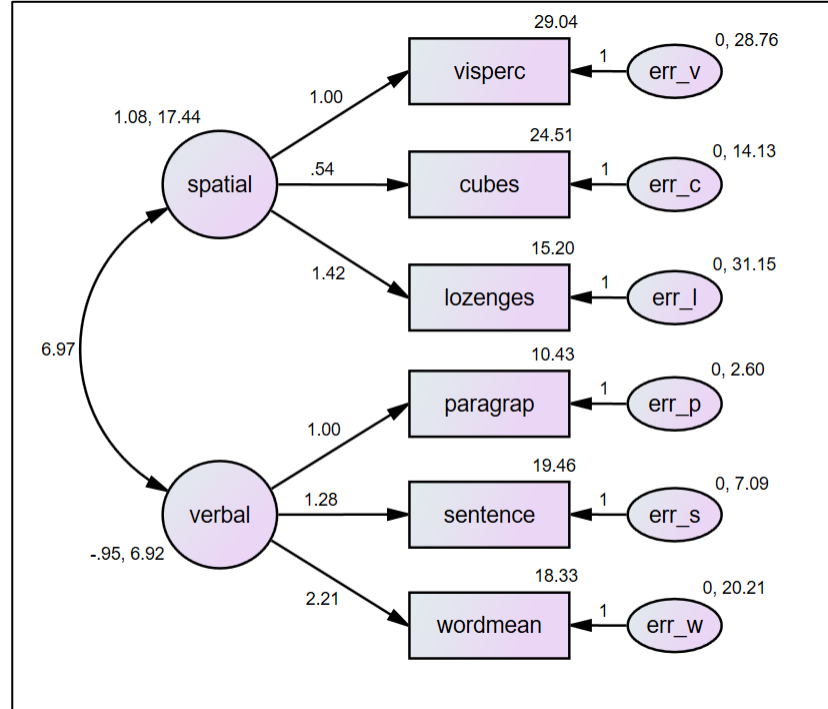 29.04
0, 28.76
visperc
1
err_v
1.00
1.08, 17.44
24.51
0, 14.13
spatial
.54
cubes
1
err_c
15.20
0, 31.15
1.42
lozenges
1
err_l
6.97
10.43
0, 2.60
1.00
paragrap
1
err_p
19.46
0, 7.09
verbal
1.28
sentence
1
err_s
-.95, 6.92
18.33
0, 20.21
2.21
wordmean
1
err_w